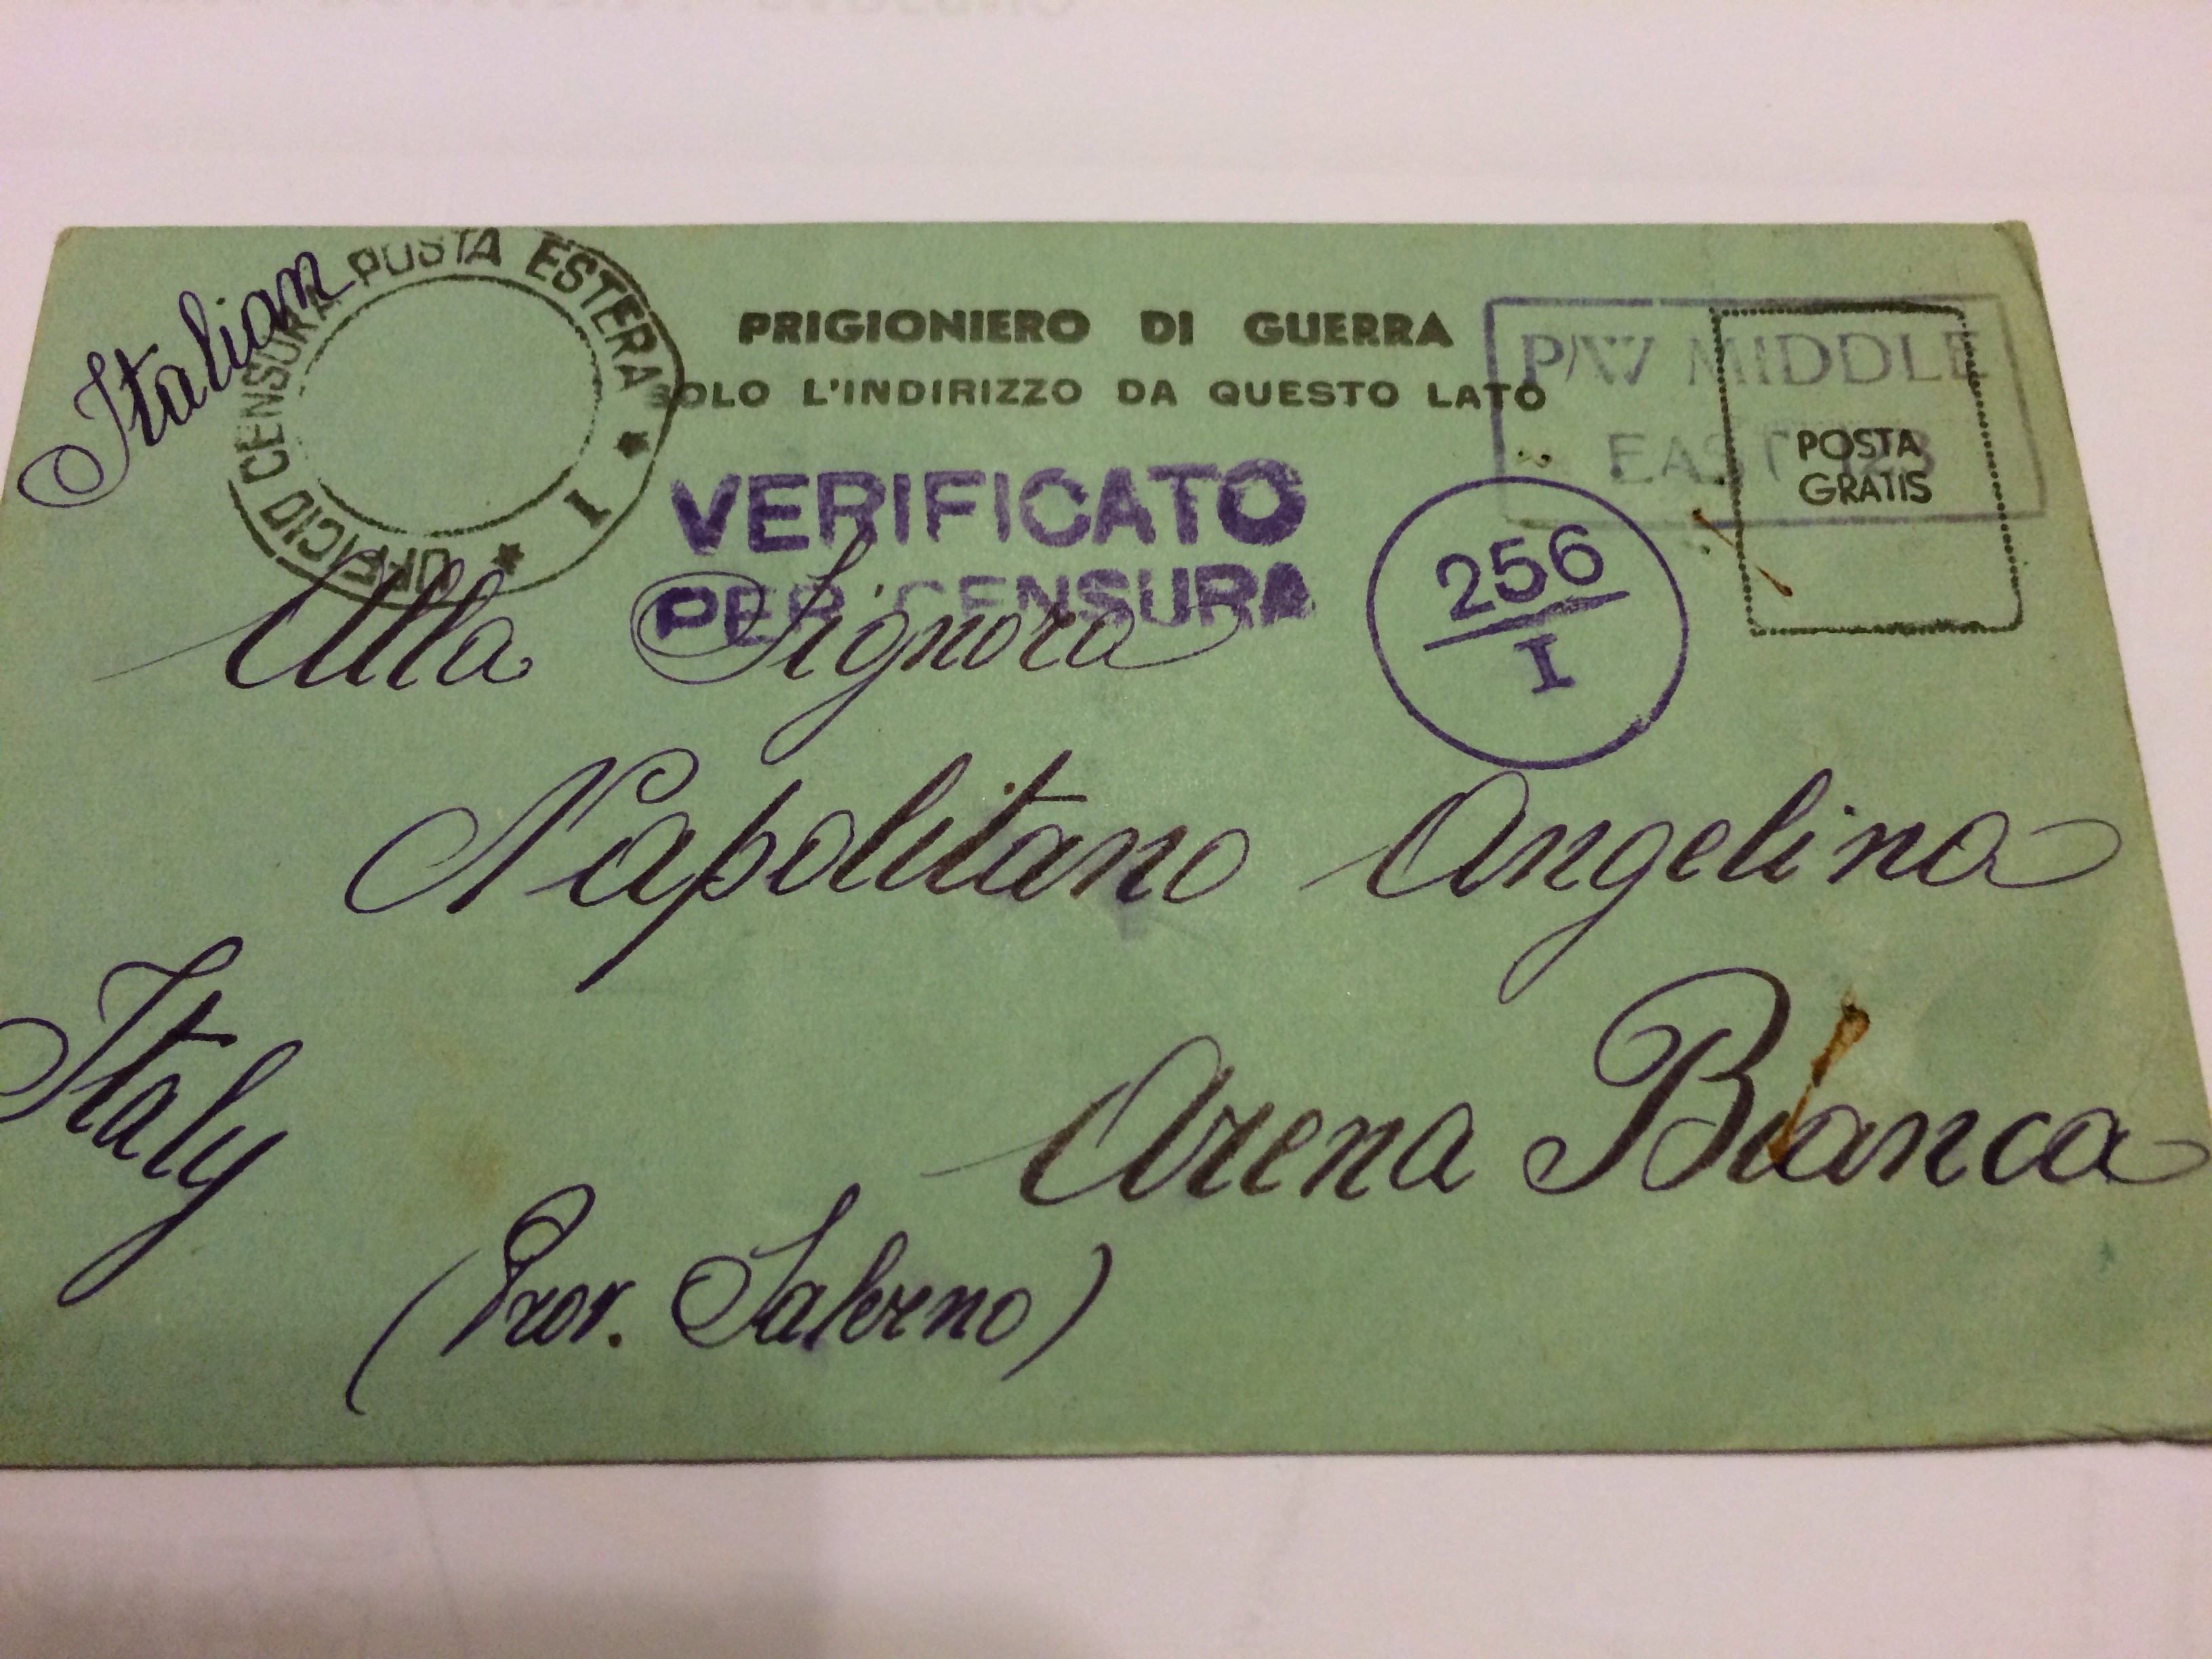 Italian
UFFICIO CENSURA POSTA ESTERA * I *
PRIGIONIERO DI GUERRA
SOLO L'INDIRIZZO DA QUESTO LATO
P/W MIDDLE
EAST
POSTA
GRATIS
VERIFICATO
PER CENSURA
256
I
Alla Signora
Napolitano Angelina
Arena Bianca
Italy
(Prov. Salerno)